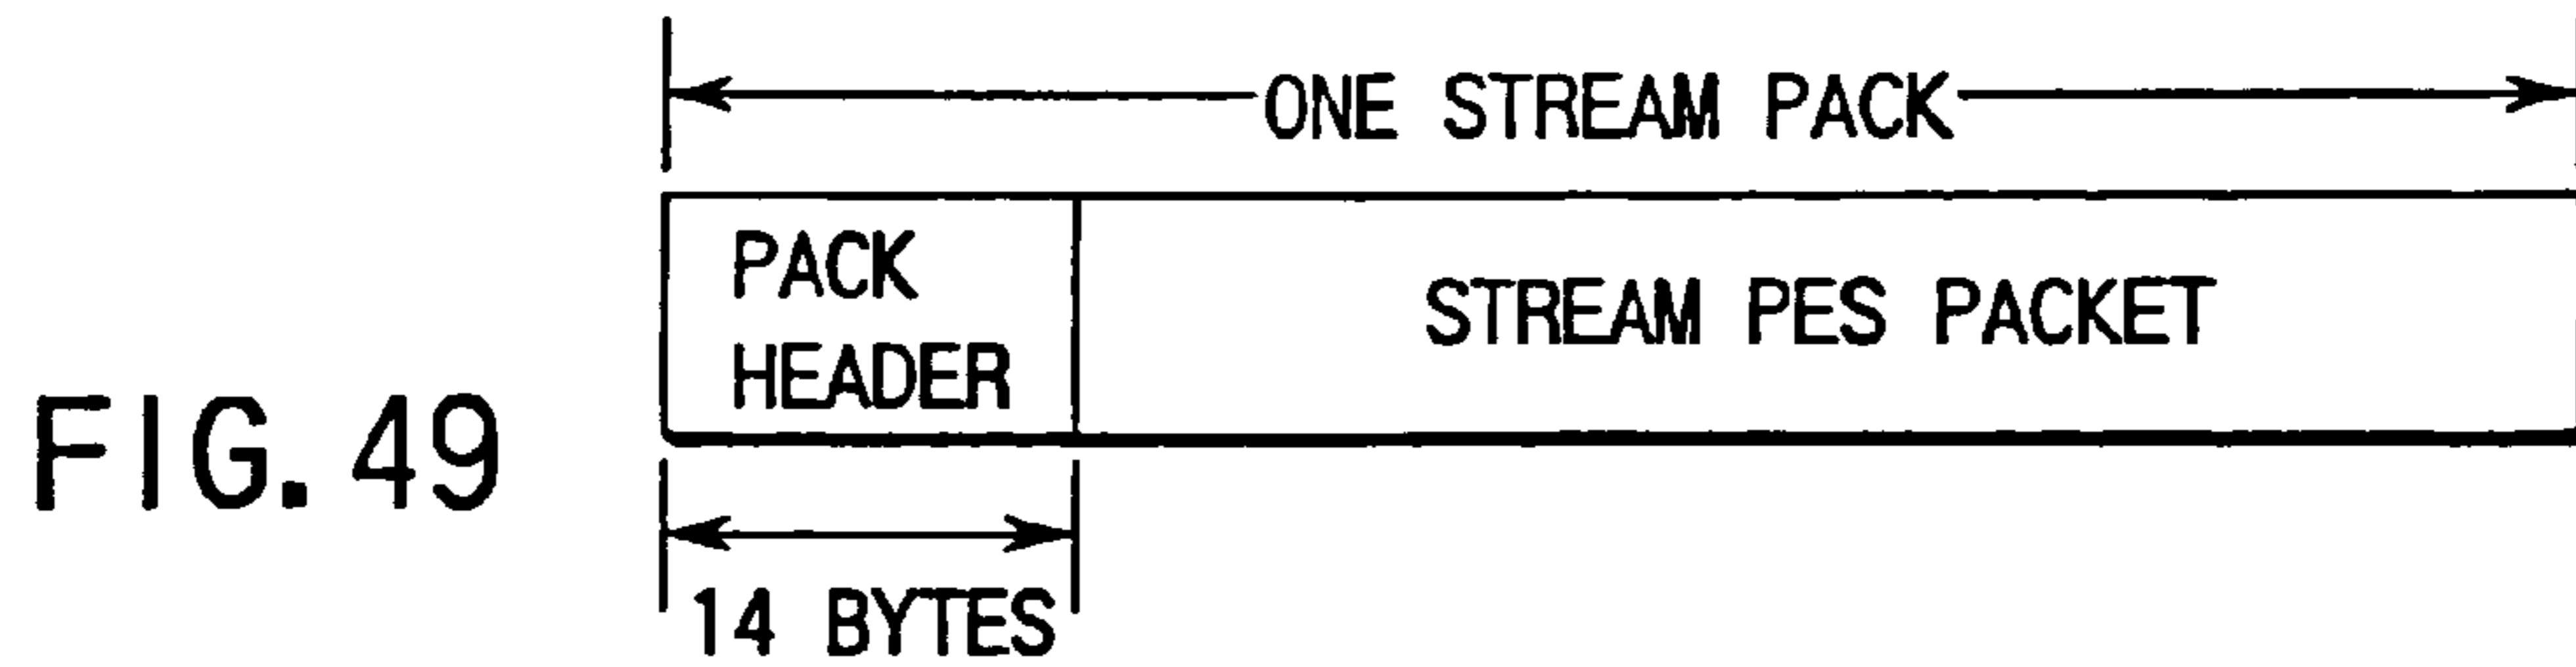 ONE STREAM PACK
PACK
HEADER
STREAM PES PACKET
FIG. 49
14 BYTES